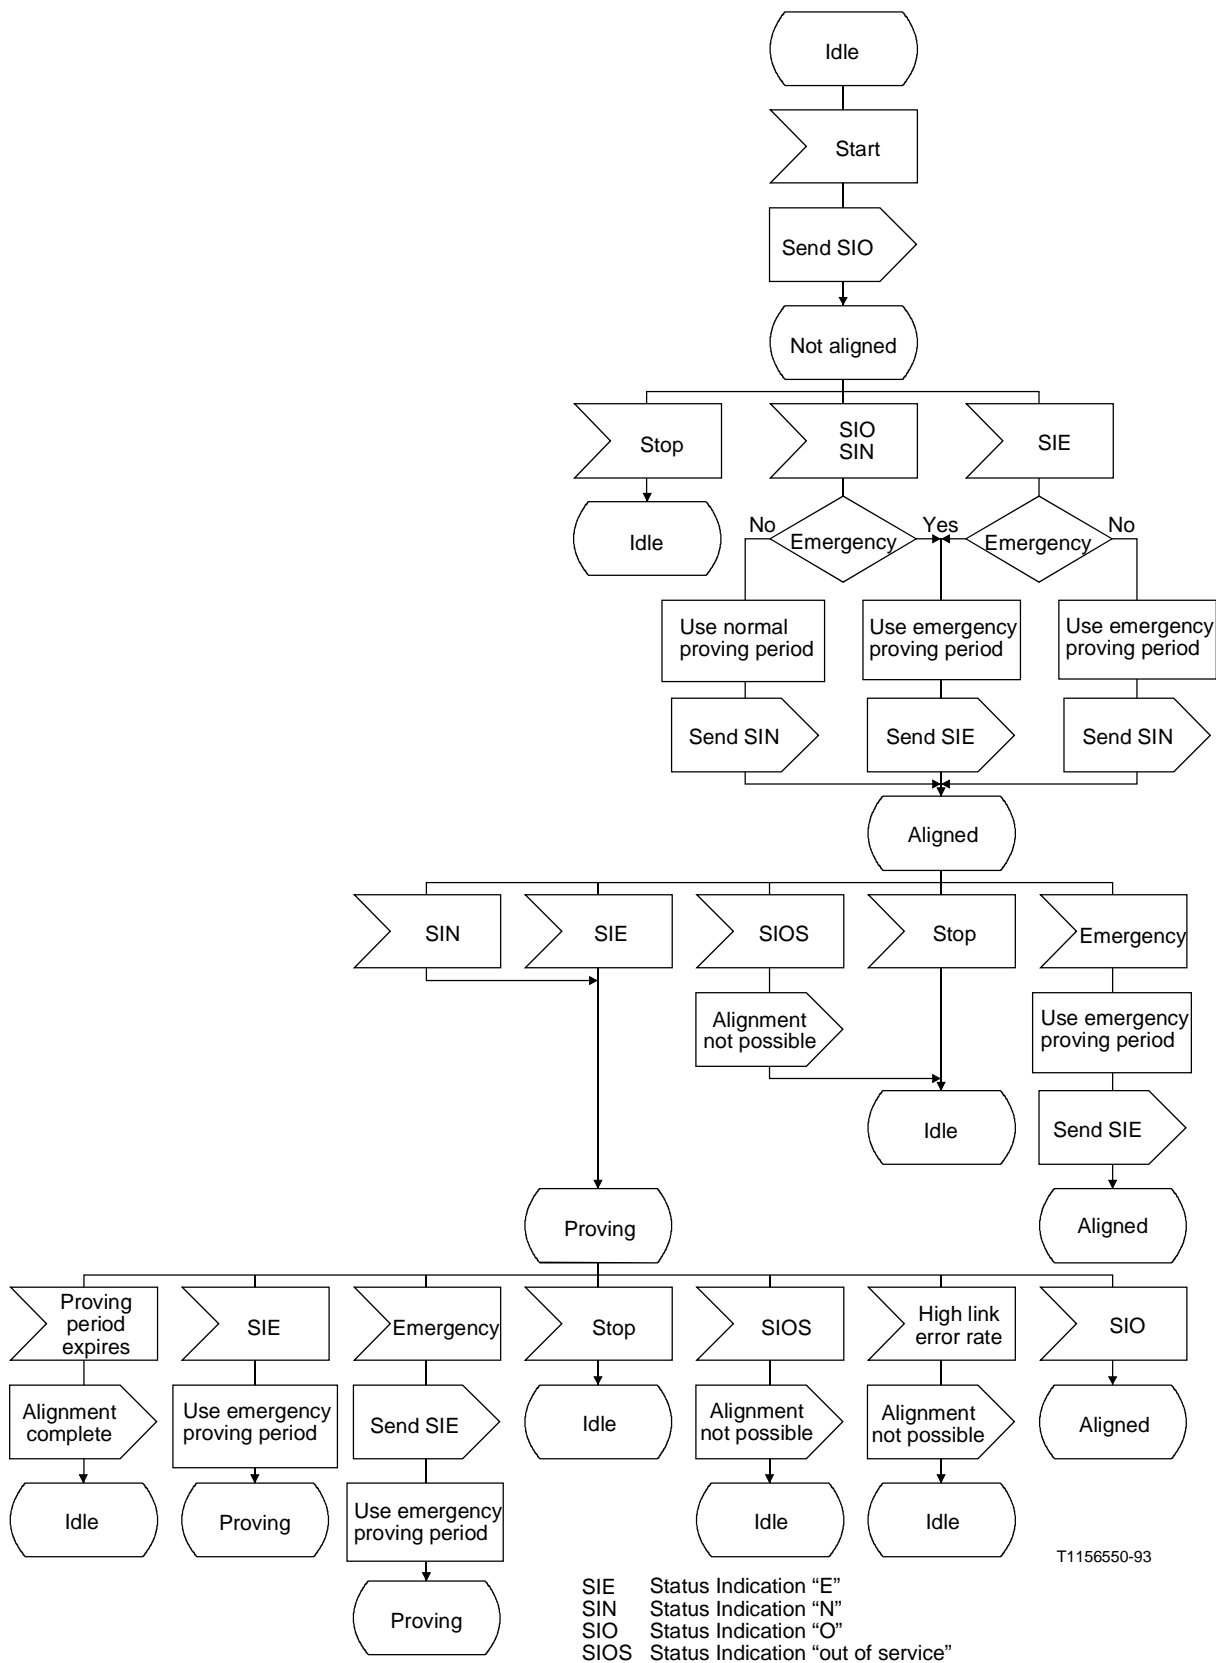 Idle
Start
Send SIO
Not aligned
Stop
SIO
SIN
SIE
Idle
No
Emergency
Yes
Emergency
No
Use normal
proving period
Use emergency
proving period
Use emergency
proving period
Send SIN
Send SIE
Send SIN
Aligned
SIN
SIE
SIOS
Stop
Emergency
Alignment
not possible
Use emergency
proving period
Idle
Send SIE
Proving
Aligned
Proving
period
expires
SIE
Emergency
Stop
SIOS
High link
error rate
SIO
Alignment
complete
Use emergency
proving period
Send SIE
Idle
Alignment
not possible
Alignment
not possible
Aligned
Idle
Proving
Use emergency
proving period
Idle
Idle
Proving
T1156550-93
SIE Status Indication “E”
SIN Status Indication “N”
SIO Status Indication “O”
SIOS Status Indication “out of service”